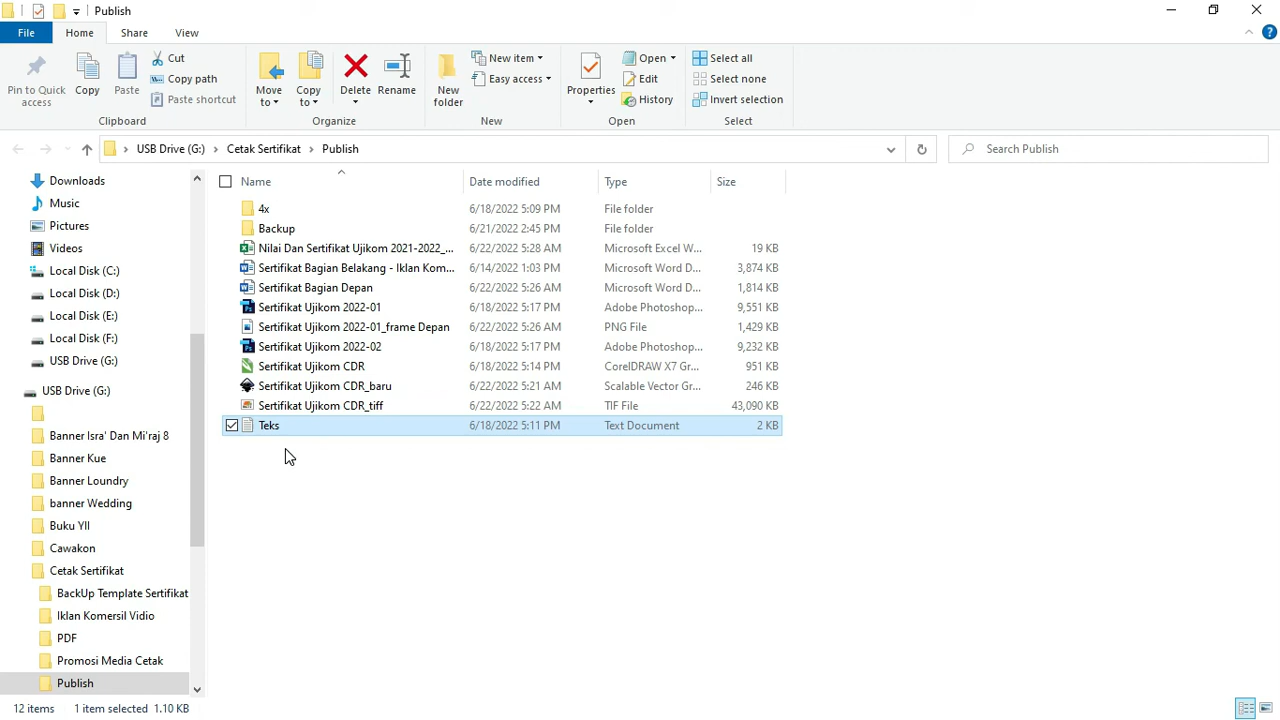 Publish
File Home Share View
Pin to Quick access
Copy
Paste
Cut
Copy path
Paste shortcut
Clipboard
Move to
Copy to
Delete
Rename
Organize
New folder
New item
Easy access
New
Properties
Open
Edit
History
Open
Select all
Select none
Invert selection
Select
USB Drive (G:) Cetak Sertifikat Publish
Search Publish
Downloads
Music
Pictures
Videos
Local Disk (C:)
Local Disk (D:)
Local Disk (E:)
Local Disk (F:)
USB Drive (G:)
USB Drive (G:)
Banner Isra' Dan Mi'raj 8
Banner Kue
Banner Loundry
banner Wedding
Buku YII
Cawakon
Cetak Sertifikat
BackUp Template Sertifikat
Iklan Komersil Vidio
PDF
Promosi Media Cetak
Publish
Name Date modified Type Size
4x 6/18/2022 5:09 PM File folder
Backup 6/21/2022 2:45 PM File folder
Nilai Dan Sertifikat Ujikom 2021-2022_... 6/22/2022 5:28 AM Microsoft Excel W... 19 KB
Sertifikat Bagian Belakang - Iklan Kom... 6/14/2022 1:03 PM Microsoft Word D... 3,874 KB
Sertifikat Bagian Depan 6/22/2022 5:26 AM Microsoft Word D... 1,814 KB
Sertifikat Ujikom 2022-01 6/18/2022 5:17 PM Adobe Photoshop... 9,551 KB
Sertifikat Ujikom 2022-01_frame Depan 6/22/2022 5:26 AM PNG File 1,429 KB
Sertifikat Ujikom 2022-02 6/18/2022 5:17 PM Adobe Photoshop... 9,232 KB
Sertifikat Ujikom CDR 6/18/2022 5:14 PM CorelDRAW X7 Gr... 951 KB
Sertifikat Ujikom CDR_baru 6/22/2022 5:21 AM Scalable Vector Gr... 246 KB
Sertifikat Ujikom CDR_tiff 6/22/2022 5:22 AM TIF File 43,090 KB
Teks 6/18/2022 5:11 PM Text Document 2 KB
12 items 1 item selected 1.10 KB